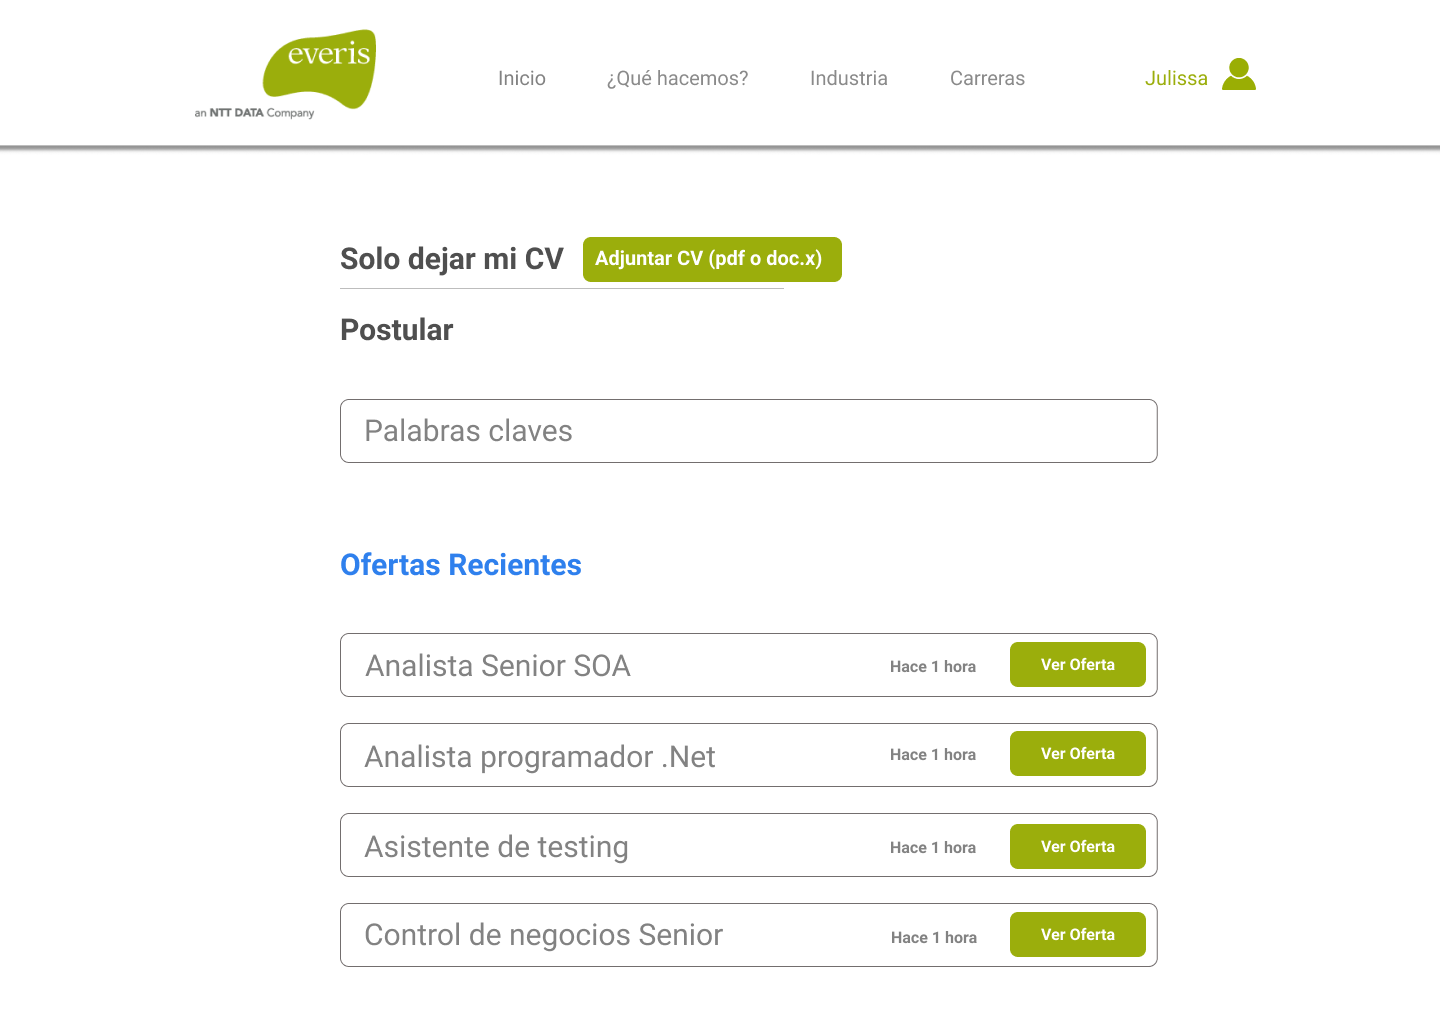 everis
an NTT DATA Company
Inicio ¿Qué hacemos? Industria Carreras Julissa
Solo dejar mi CV Adjuntar CV (pdf o doc.x)
Postular
Palabras claves
Ofertas Recientes
Analista Senior SOA Hace 1 hora Ver Oferta
Analista programador .Net Hace 1 hora Ver Oferta
Asistente de testing Hace 1 hora Ver Oferta
Control de negocios Senior Hace 1 hora Ver Oferta